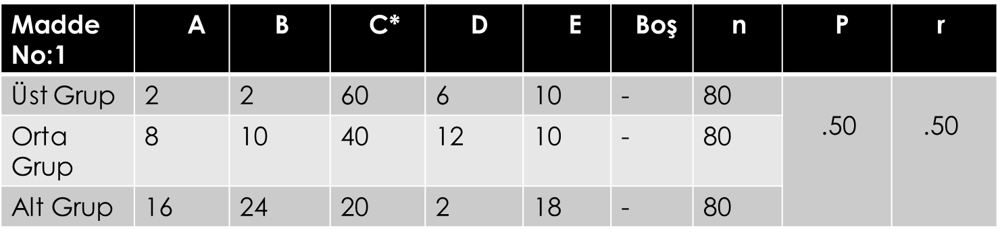 Madde No:1 A B C* D E Boş n P r
Üst Grup 2 2 60 6 10 - 80 .50 .50
Orta Grup 8 10 40 12 10 - 80
Alt Grup 16 24 20 2 18 - 80